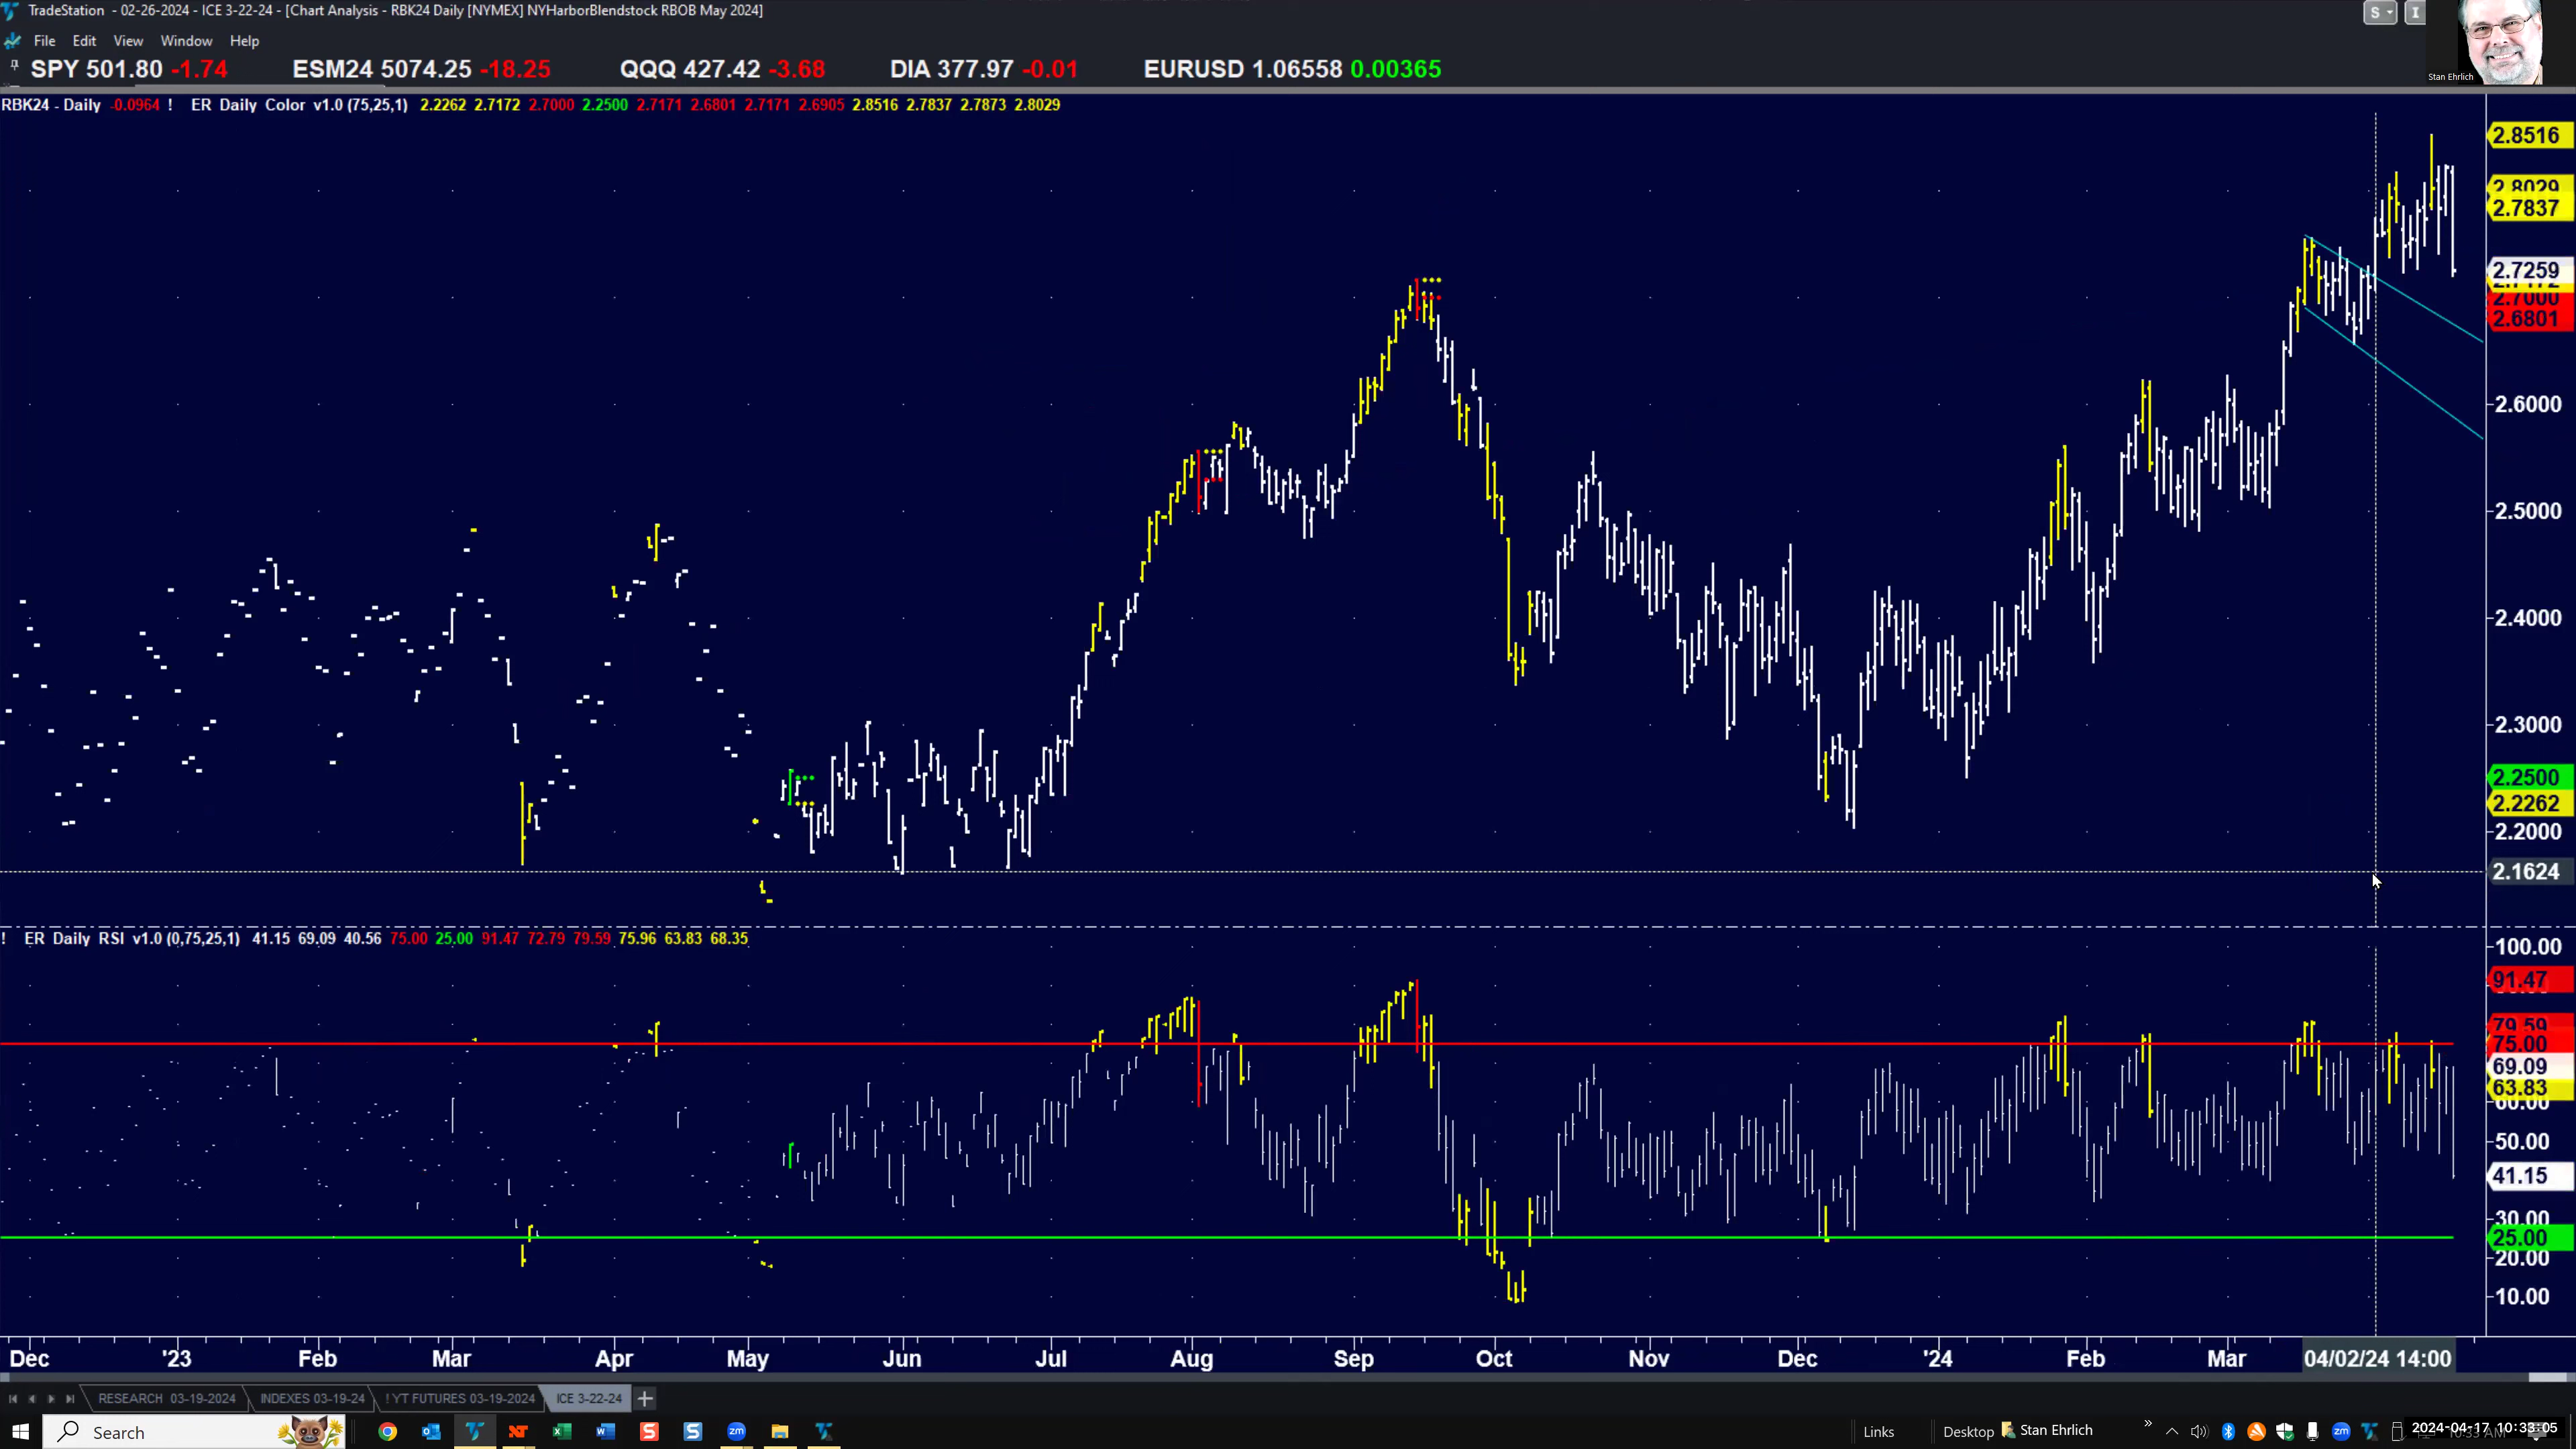 TradeStation - 02-26-2024 - ICE 3-22-24 - [Chart Analysis - RBK24 Daily [NYMEX] NYHarborBlendstock RBOB May 2024]
S I
File Edit View Window Help
Stan Ehrlich
SPY 501.80 -1.74 ESM24 5074.25 -18.25 QQQ 427.42 -3.68 DIA 377.97 -0.01 EURUSD 1.06558 0.00365
RBK24 - Daily -0.0964 ! ER Daily Color v1.0 (75,25,1) 2.2262 2.7172 2.7000 2.2500 2.7171 2.6801 2.7171 2.6905 2.8516 2.7837 2.7873 2.8029
2.8516
2.8029
2.7837
2.7259
2.7172
2.7000
2.6801
2.6000
2.5000
2.4000
2.3000
2.2500
2.2262
2.2000
2.1624
! ER Daily RSI v1.0 (0,75,25,1) 41.15 69.09 40.56 75.00 25.00 91.47 72.79 79.59 75.96 63.83 68.35
100.00
91.47
79.59
75.00
69.09
63.83
60.00
50.00
41.15
30.00
25.00
20.00
10.00
Dec '23 Feb Mar Apr May Jun Jul Aug Sep Oct Nov Dec '24 Feb Mar 04/02/24 14:00
RESEARCH 03-19-2024 INDEXES 03-19-24 ! YT FUTURES 03-19-2024 ICE 3-22-24 +
Search Links Desktop Stan Ehrlich 2024-04-17, 10:33:05